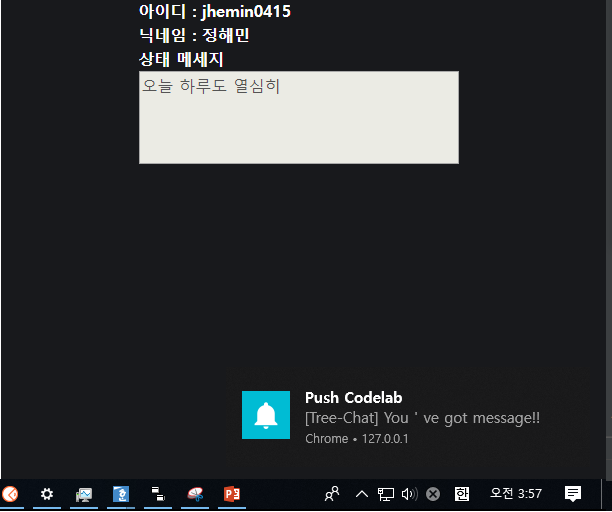 아이디 : jhemin0415
닉네임 : 정혜민
상태 메세지
오늘 하루도 열심히
Push Codelab
[Tree-Chat] You ' ve got message!!
Chrome • 127.0.0.1
한
오전 3:57